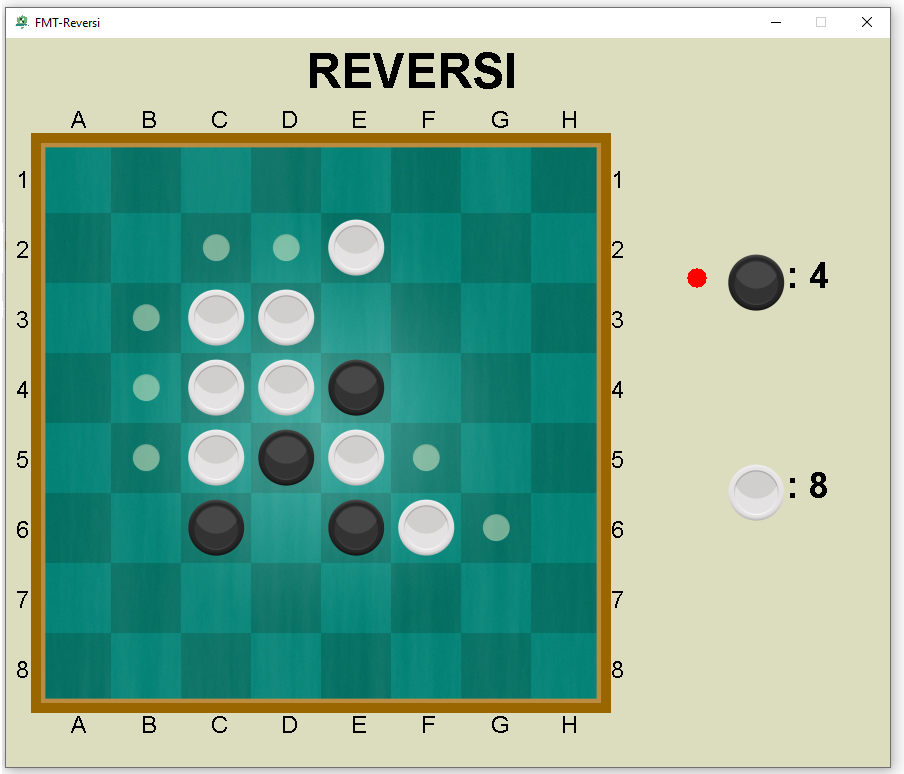 FMT-Reversi
REVERSI
A B C D E F G H
1 1
2 2
: 4
3 3
4 4
5 5
: 8
6 6
7 7
8 8
A B C D E F G H